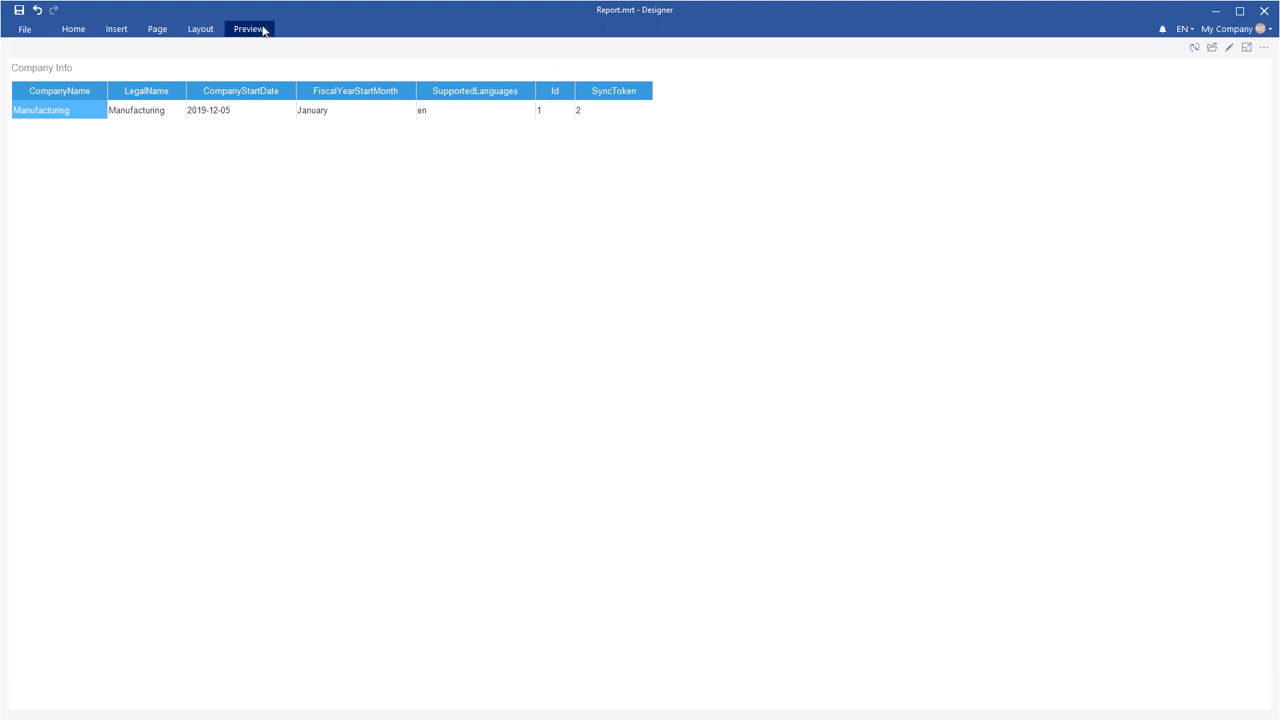 Report.mrt - Designer
File Home Insert Page Layout Preview EN My Company
Company Info
CompanyName LegalName CompanyStartDate FiscalYearStartMonth SupportedLanguages Id SyncToken
Manufacturing Manufacturing 2019-12-05 January en 1 2